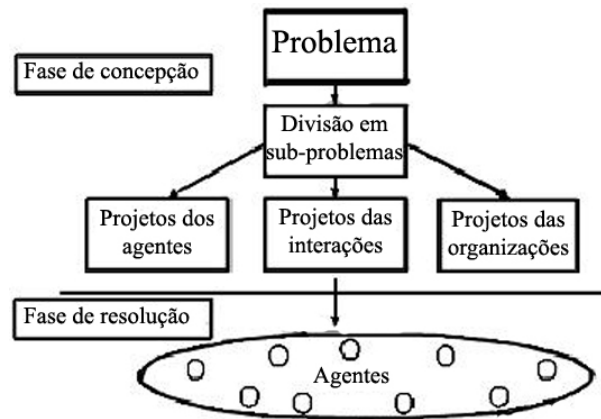 Problema
Fase de concepção
Divisão em
sub-problemas
Projetos dos
agentes
Projetos das
interações
Projetos das
organizações
Fase de resolução
Agentes